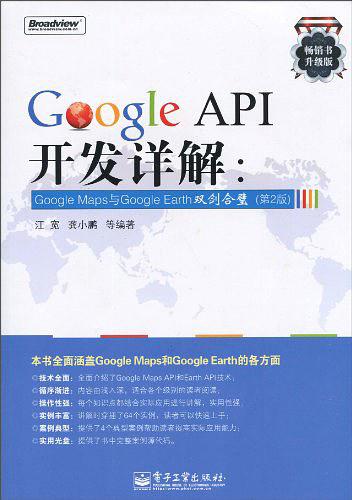 Broadview®
www.broadview.com.cn
畅销书
升级版
Google API
开发详解：
Google Maps与Google Earth双剑合璧（第2版）
江 宽 龚小鹏 等编著
本书全面涵盖Google Maps和Google Earth的各方面
技术全面：全面介绍了Google Maps API和Earth API技术；
循序渐进：内容由浅入深，适合各个级别的读者阅读；
操作性强：每个知识点都结合实际应用进行讲解，实用性强；
实例丰富：讲解时穿插了64个实例，读者可以快速上手；
案例典型：提供了4个典型案例帮助读者提高实际应用能力；
实用光盘：提供了书中完整案例源代码。
电子工业出版社